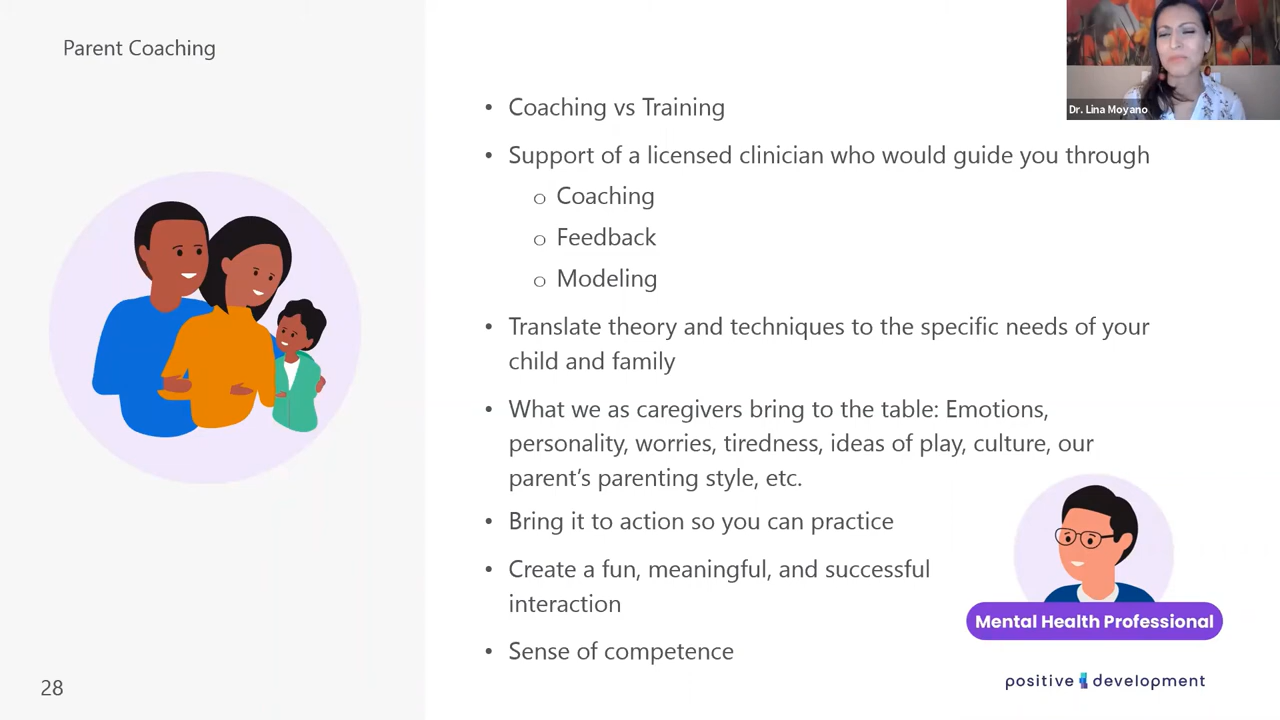 Parent Coaching
Dr. Lina Moyano
• Coaching vs Training
• Support of a licensed clinician who would guide you through
o Coaching
o Feedback
o Modeling
• Translate theory and techniques to the specific needs of your
child and family
• What we as caregivers bring to the table: Emotions,
personality, worries, tiredness, ideas of play, culture, our
parent’s parenting style, etc.
• Bring it to action so you can practice
• Create a fun, meaningful, and successful
interaction
• Sense of competence
Mental Health Professional
positive development
28